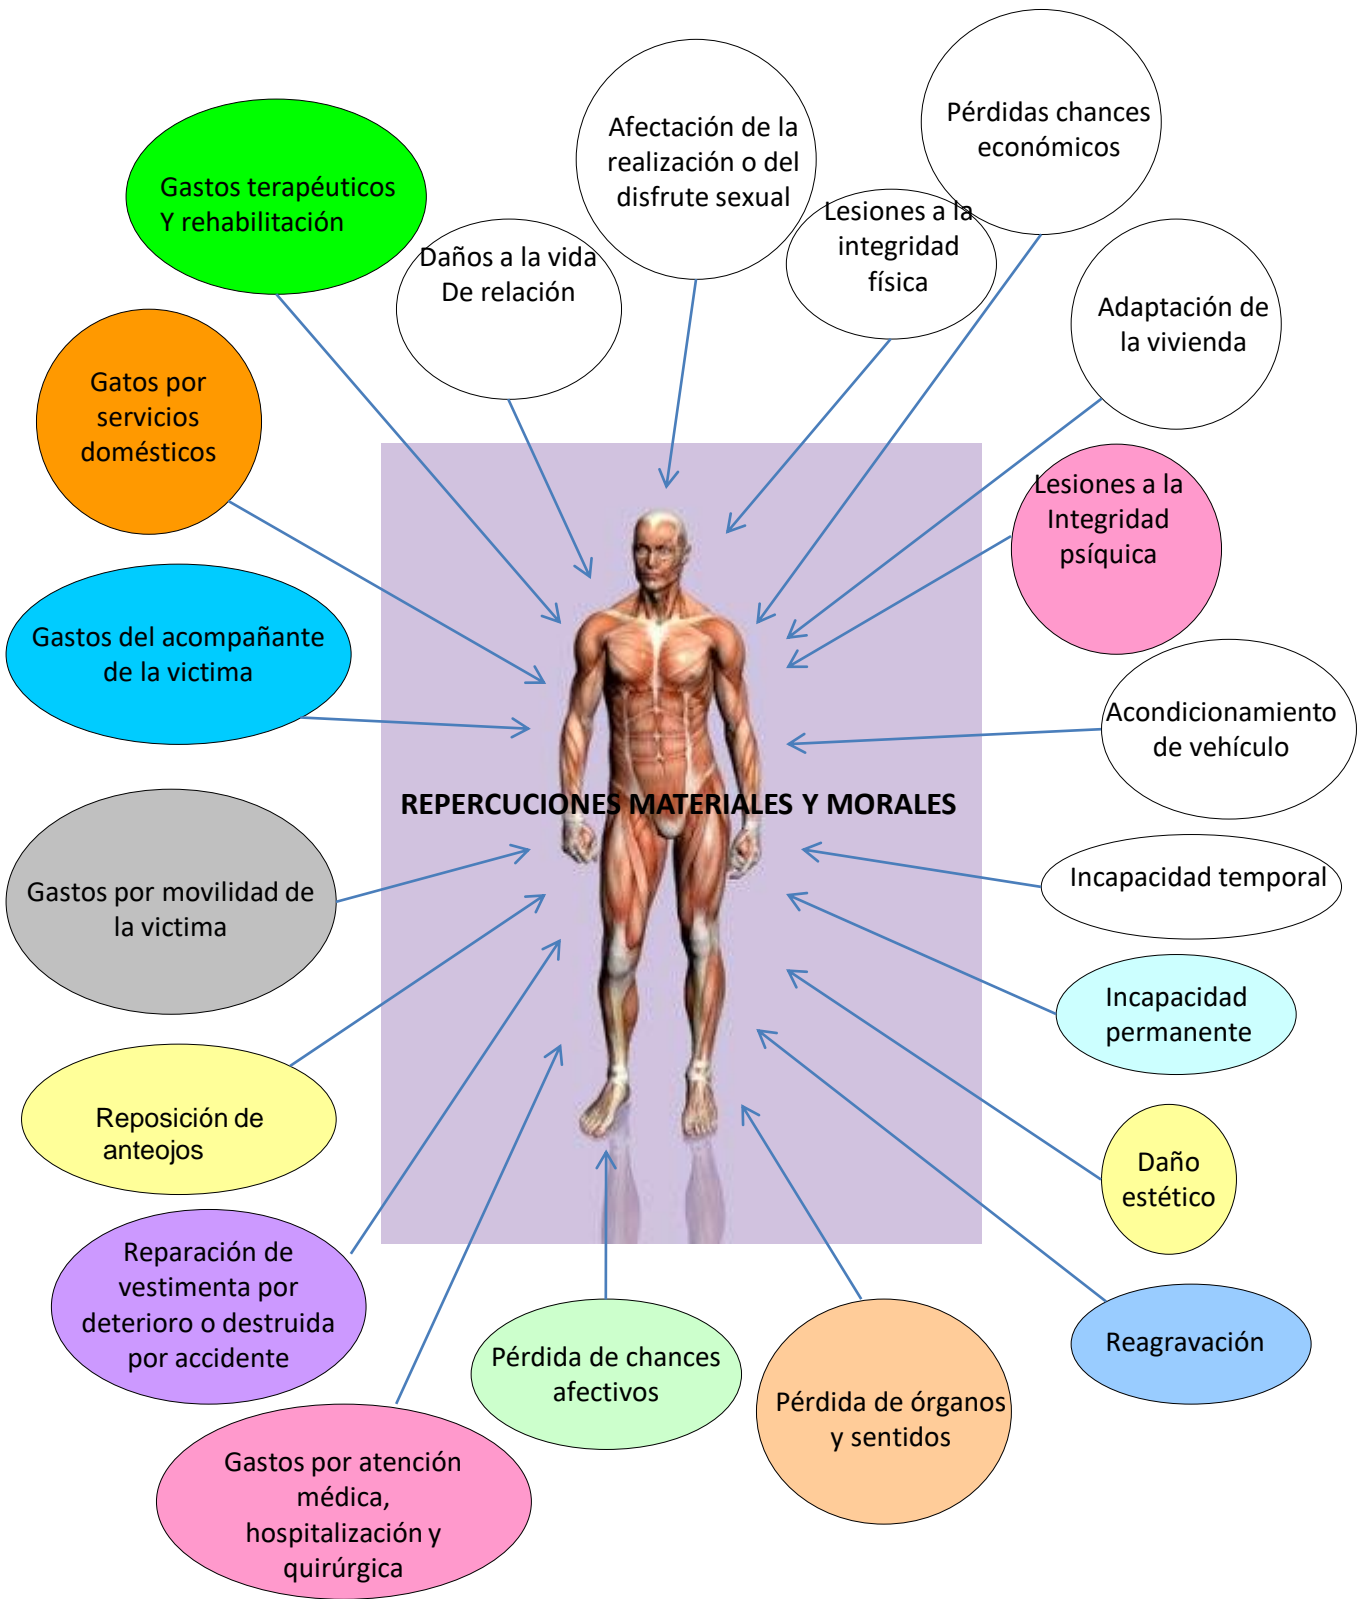 Afectación de la
realización o del
disfrute sexual
Pérdidas chances
económicos
Gastos terapéuticos
Y rehabilitación
Daños a la vida
De relación
Lesiones a la
integridad
física
Adaptación de
la vivienda
Gatos por
servicios
domésticos
Lesiones a la
Integridad
psíquica
Gastos del acompañante
de la victima
Acondicionamiento
de vehículo
REPERCUCIONES MATERIALES Y MORALES
Gastos por movilidad de
la victima
Incapacidad temporal
Incapacidad
permanente
Reposición de
anteojos
Daño
estético
Reparación de
vestimenta por
deterioro o destruida
por accidente
Pérdida de chances
afectivos
Pérdida de órganos
y sentidos
Reagravación
Gastos por atención
médica,
hospitalización y
quirúrgica